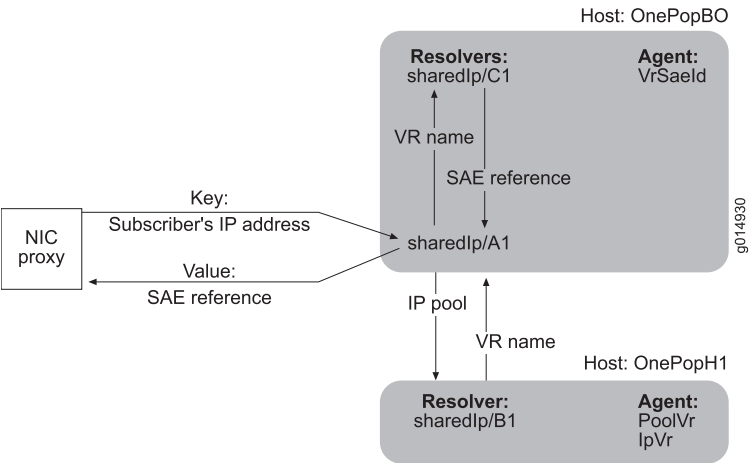 Host: OnePopBO
Resolvers:
sharedIp/C1
Agent:
VrSaeId
VR name
SAE reference
Key:
Subscriber's IP address
NIC
proxy
sharedIp/A1
Value:
SAE reference
g014930
IP pool
VR name
Host: OnePopH1
Resolver:
sharedIp/B1
Agent:
PoolVr
IpVr